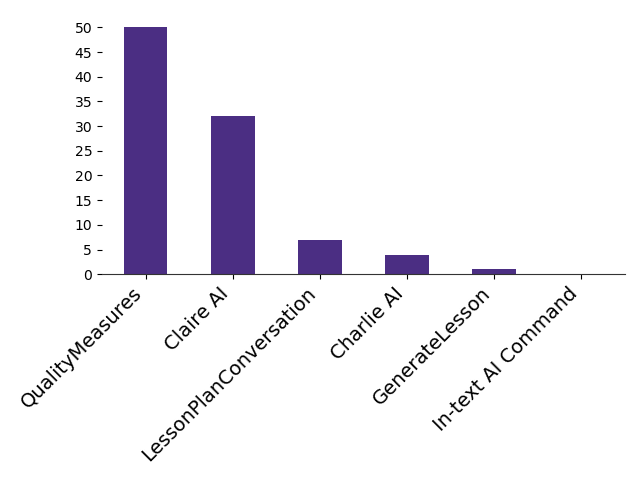 50
45
40
35
30
25
20
15
10
5
0
QualityMeasures
Claire AI
LessonPlanConversation
Charlie AI
GenerateLesson
In-text AI Command